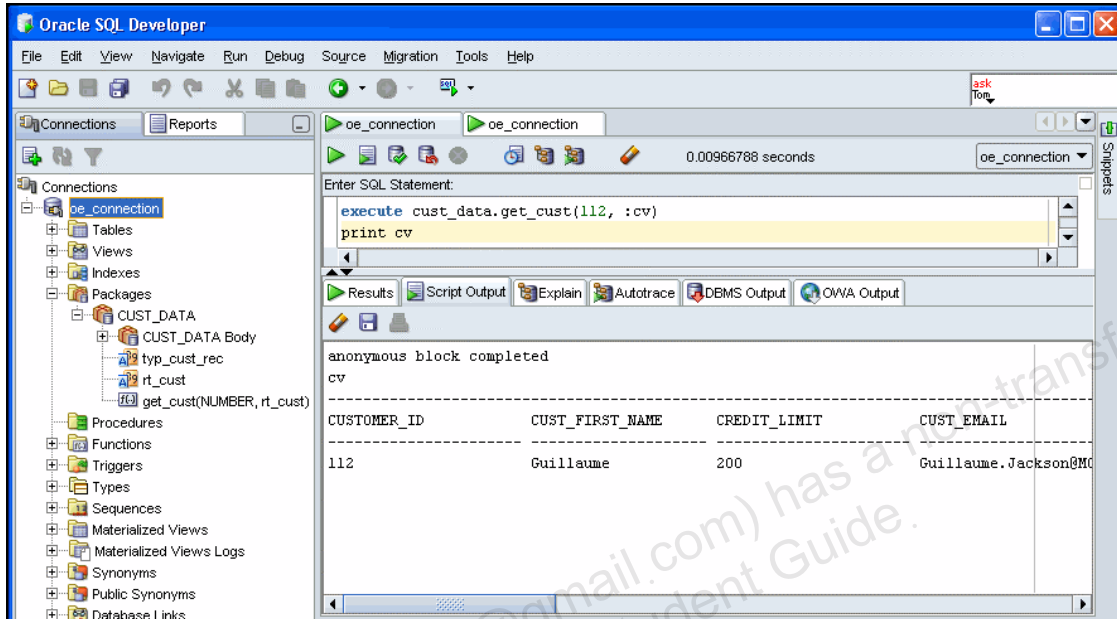 Oracle SQL Developer
File Edit View Navigate Run Debug Source Migration Tools Help
ask
Tom
Connections Reports
oe_connection oe_connection
0.00966788 seconds oe_connection
Snippets
Connections
oe_connection
Tables
Views
Indexes
Packages
CUST_DATA
CUST_DATA Body
typ_cust_rec
rt_cust
get_cust(NUMBER, rt_cust)
Procedures
Functions
Triggers
Types
Sequences
Materialized Views
Materialized Views Logs
Synonyms
Public Synonyms
Database Links
Enter SQL Statement:
execute cust_data.get_cust(112, :cv)
print cv
Results Script Output Explain Autotrace DBMS Output OWA Output
anonymous block completed
cv
CUSTOMER_ID CUST_FIRST_NAME CREDIT_LIMIT CUST_EMAIL
112 Guillaume 200 Guillaume.Jackson@MO
@gmail.com) has a non-transf
dent Guide.